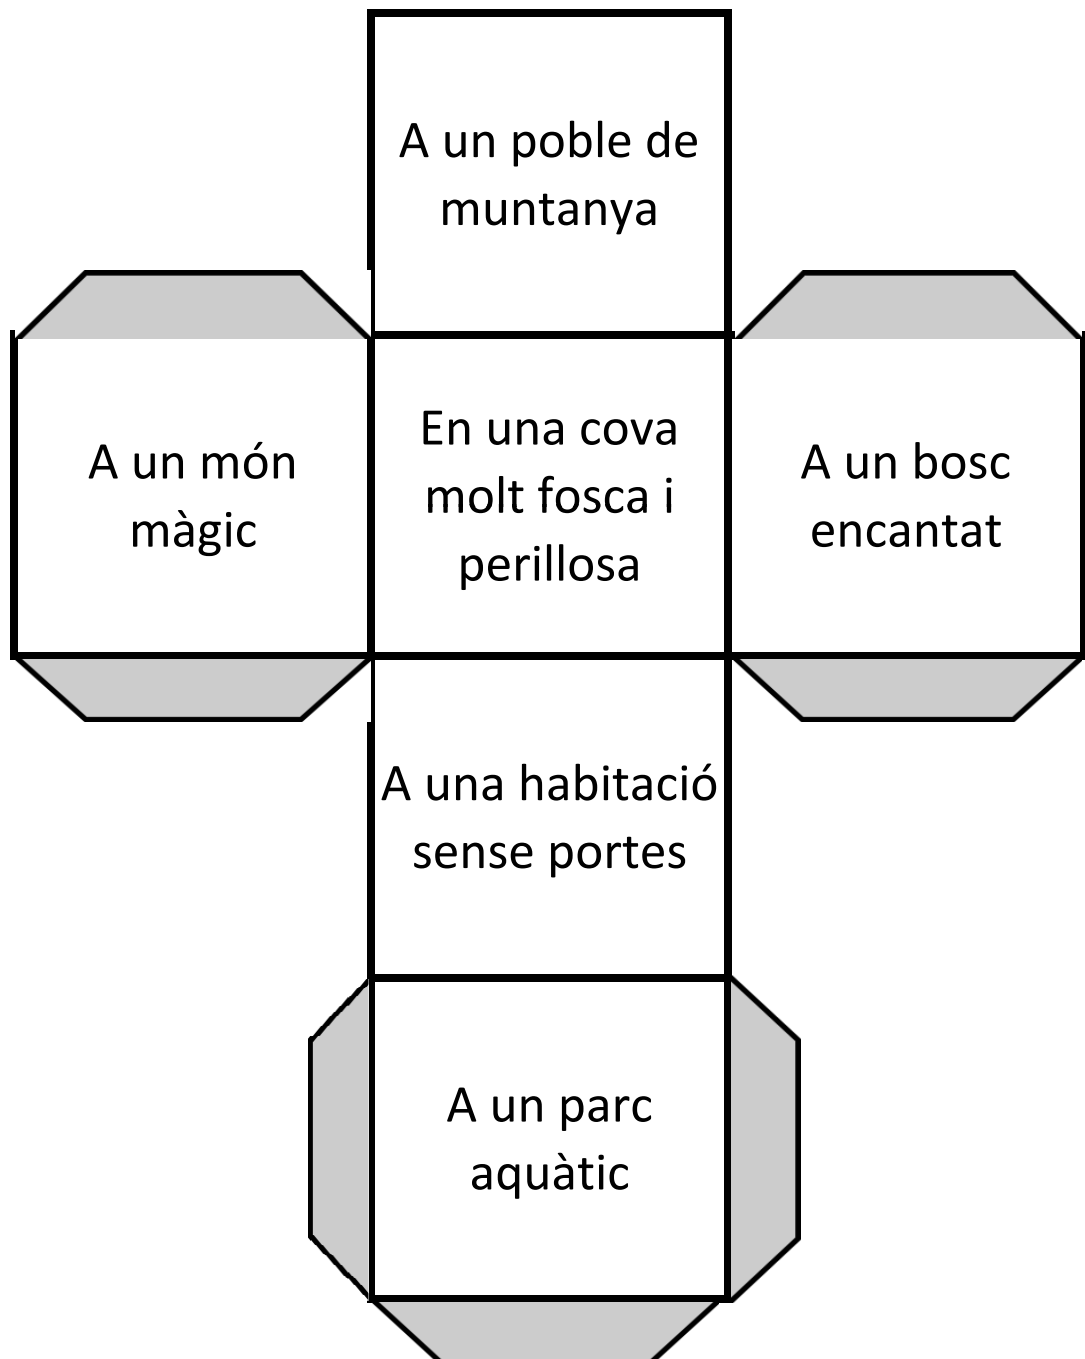 A un poble de
muntanya
A un món
màgic
En una cova
molt fosca i
perillosa
A un bosc
encantat
A una habitació
sense portes
A un parc
aquàtic